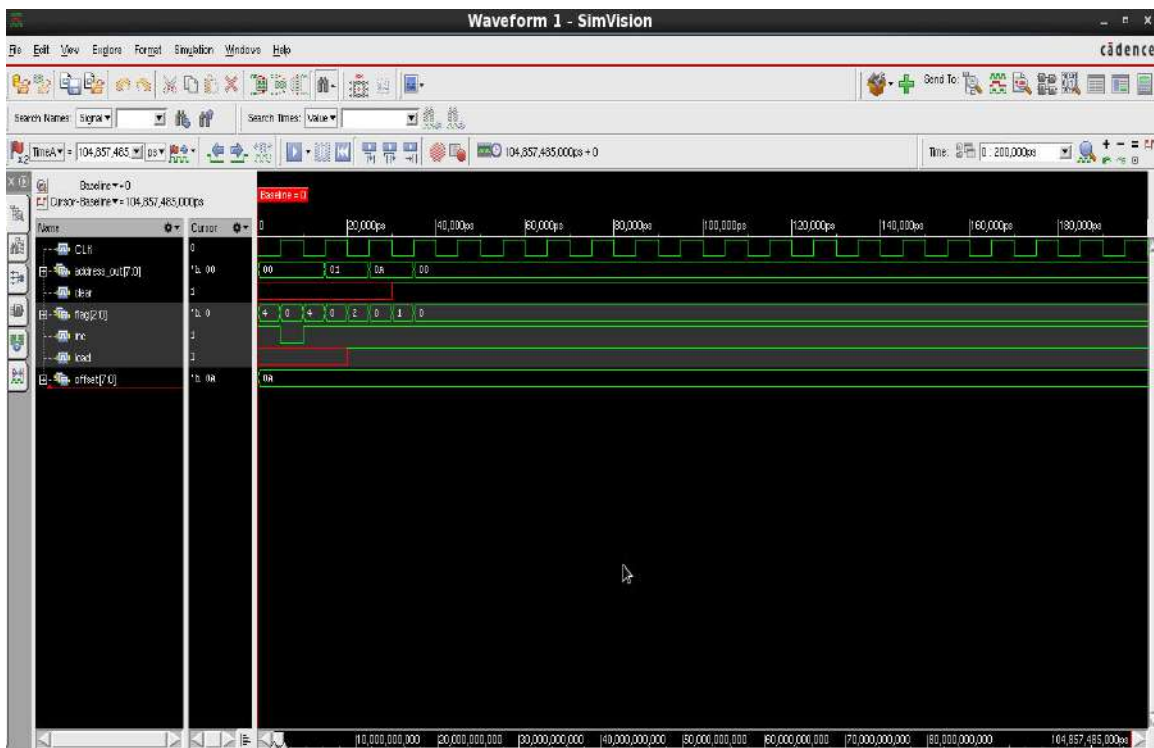 Waveform 1 - SimVision
File Edit View Explore Format Simulation Windows Help
cādence
Send To:
Search Names: Signal Search Times: Value
TimeA = 104,857,485 ps 104,857,485,000ps + 0 Time: 0 : 200,000ps
Baseline = 0
Cursor-Baseline = 104,857,485,000ps
Baseline = 0
Name Cursor 0 20,000ps 40,000ps 60,000ps 80,000ps 100,000ps 120,000ps 140,000ps 160,000ps 180,000ps
CLK 0
address_out[7:0] 'h 00 00 01 0A 00
clear 1
flag[2:0] 'h 0 4 0 4 0 2 0 1 0
inc 1
load 1
offset[7:0] 'h 0A 0A
10,000,000,000 20,000,000,000 30,000,000,000 40,000,000,000 50,000,000,000 60,000,000,000 70,000,000,000 80,000,000,000 104,857,485,000ps